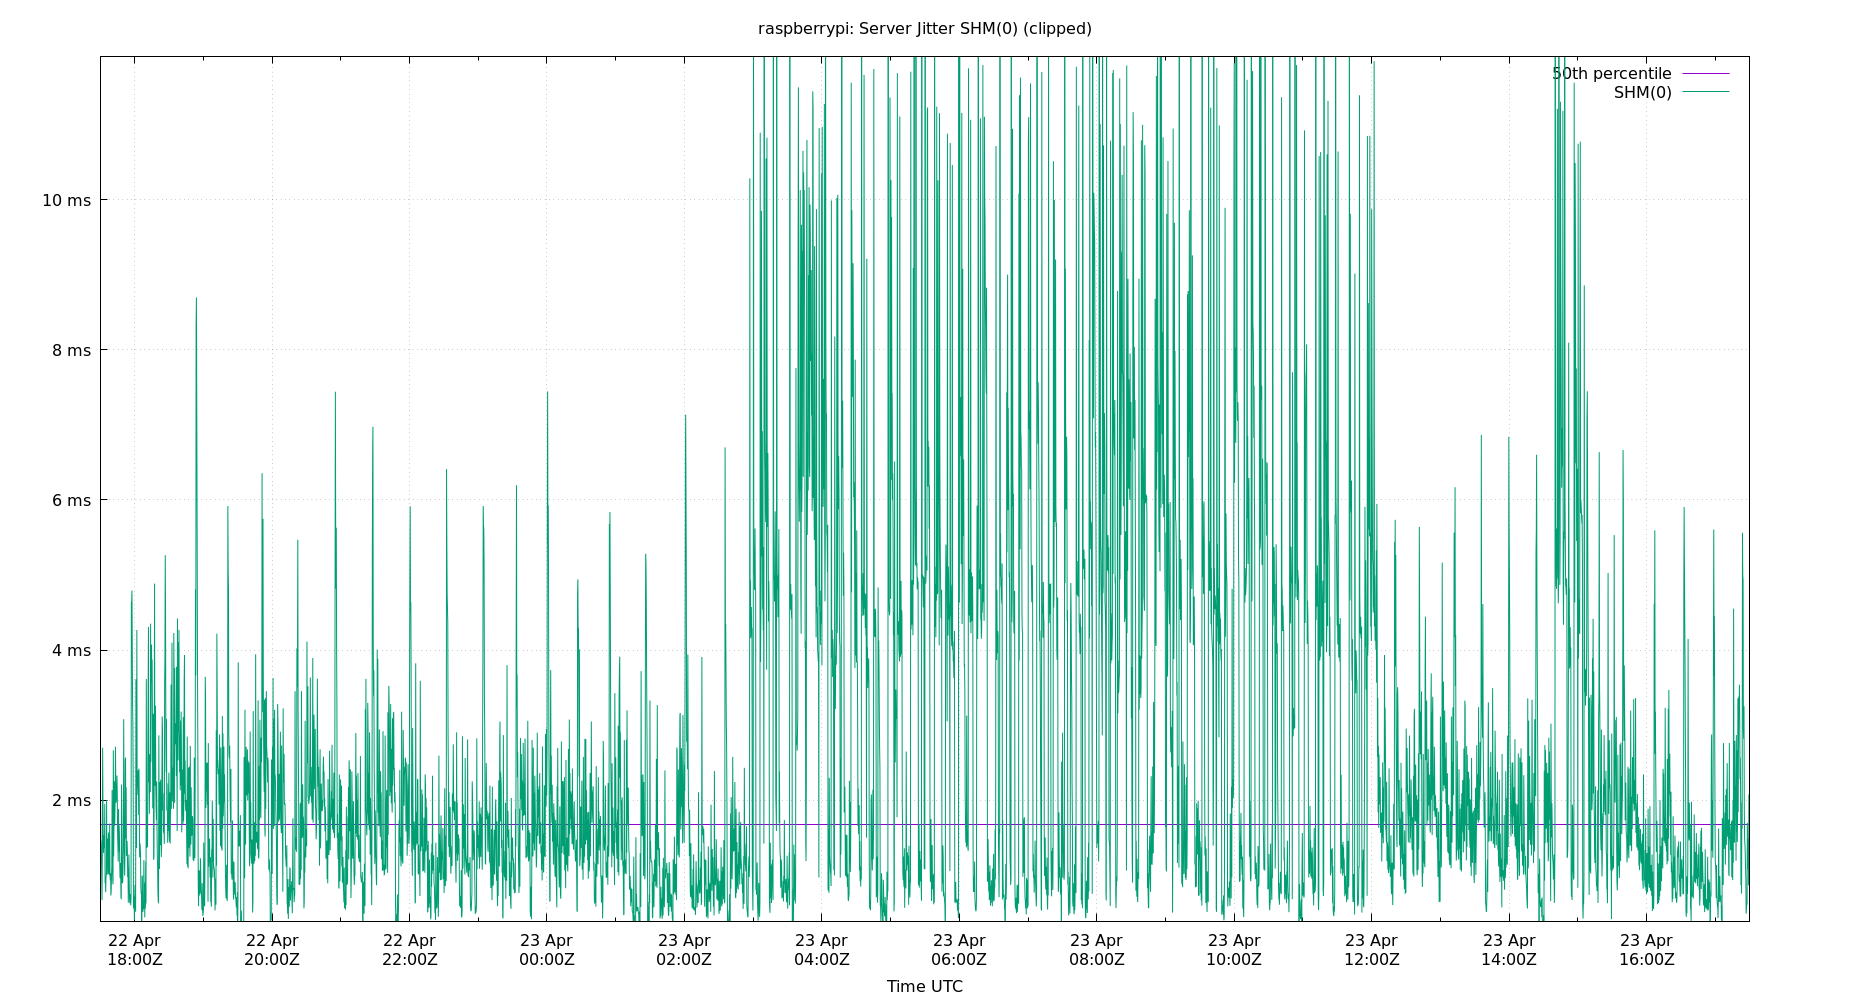 raspberrypi: Server Jitter SHM(0) (clipped)
50th percentile
SHM(0)
10 ms
8 ms
6 ms
4 ms
2 ms
22 Apr 22 Apr 22 Apr 23 Apr 23 Apr 23 Apr 23 Apr 23 Apr 23 Apr 23 Apr 23 Apr 23 Apr
18:00Z 20:00Z 22:00Z 00:00Z 02:00Z 04:00Z 06:00Z 08:00Z 10:00Z 12:00Z 14:00Z 16:00Z
Time UTC